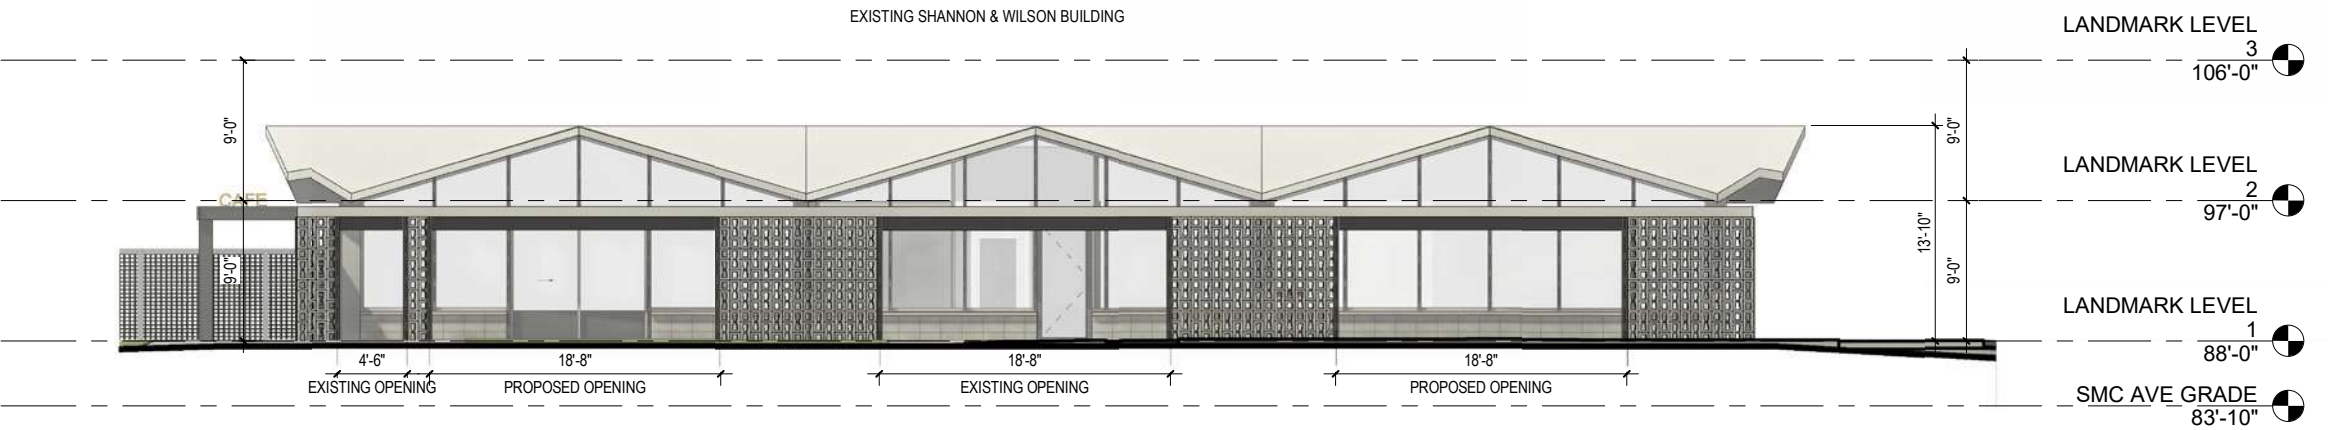 EXISTING SHANNON & WILSON BUILDING
LANDMARK LEVEL
3
106'-0"
9'-0"
9'-0"
LANDMARK LEVEL
2
97'-0"
CAFE
13'-10"
9'-0"
9'-0"
LANDMARK LEVEL
1
88'-0"
4'-6"
18'-8"
18'-8"
18'-8"
EXISTING OPENING
PROPOSED OPENING
EXISTING OPENING
PROPOSED OPENING
SMC AVE GRADE
83'-10"